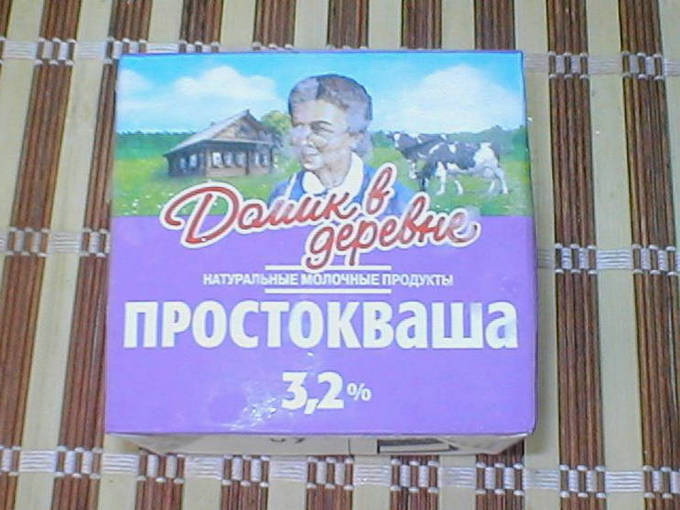 Домик в
деревне
НАТУРАЛЬНЫЕ МОЛОЧНЫЕ ПРОДУКТЫ
ПРОСТОКВАША
3,2%